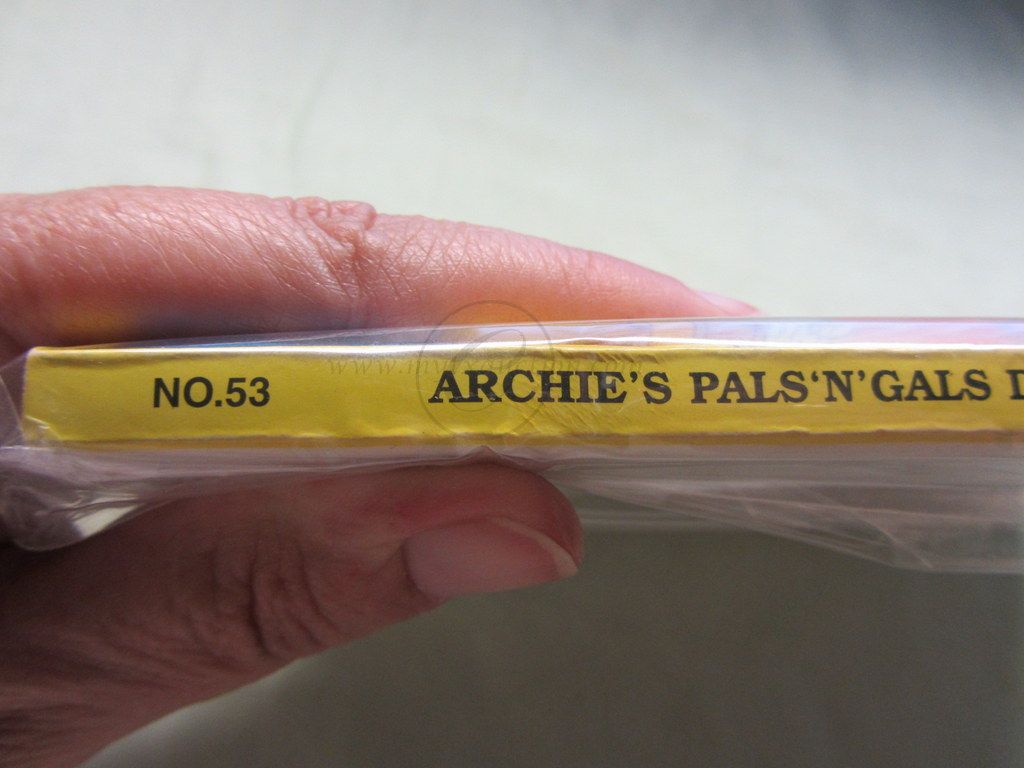 NO.53 ARCHIE'S PALS'N'GALS D